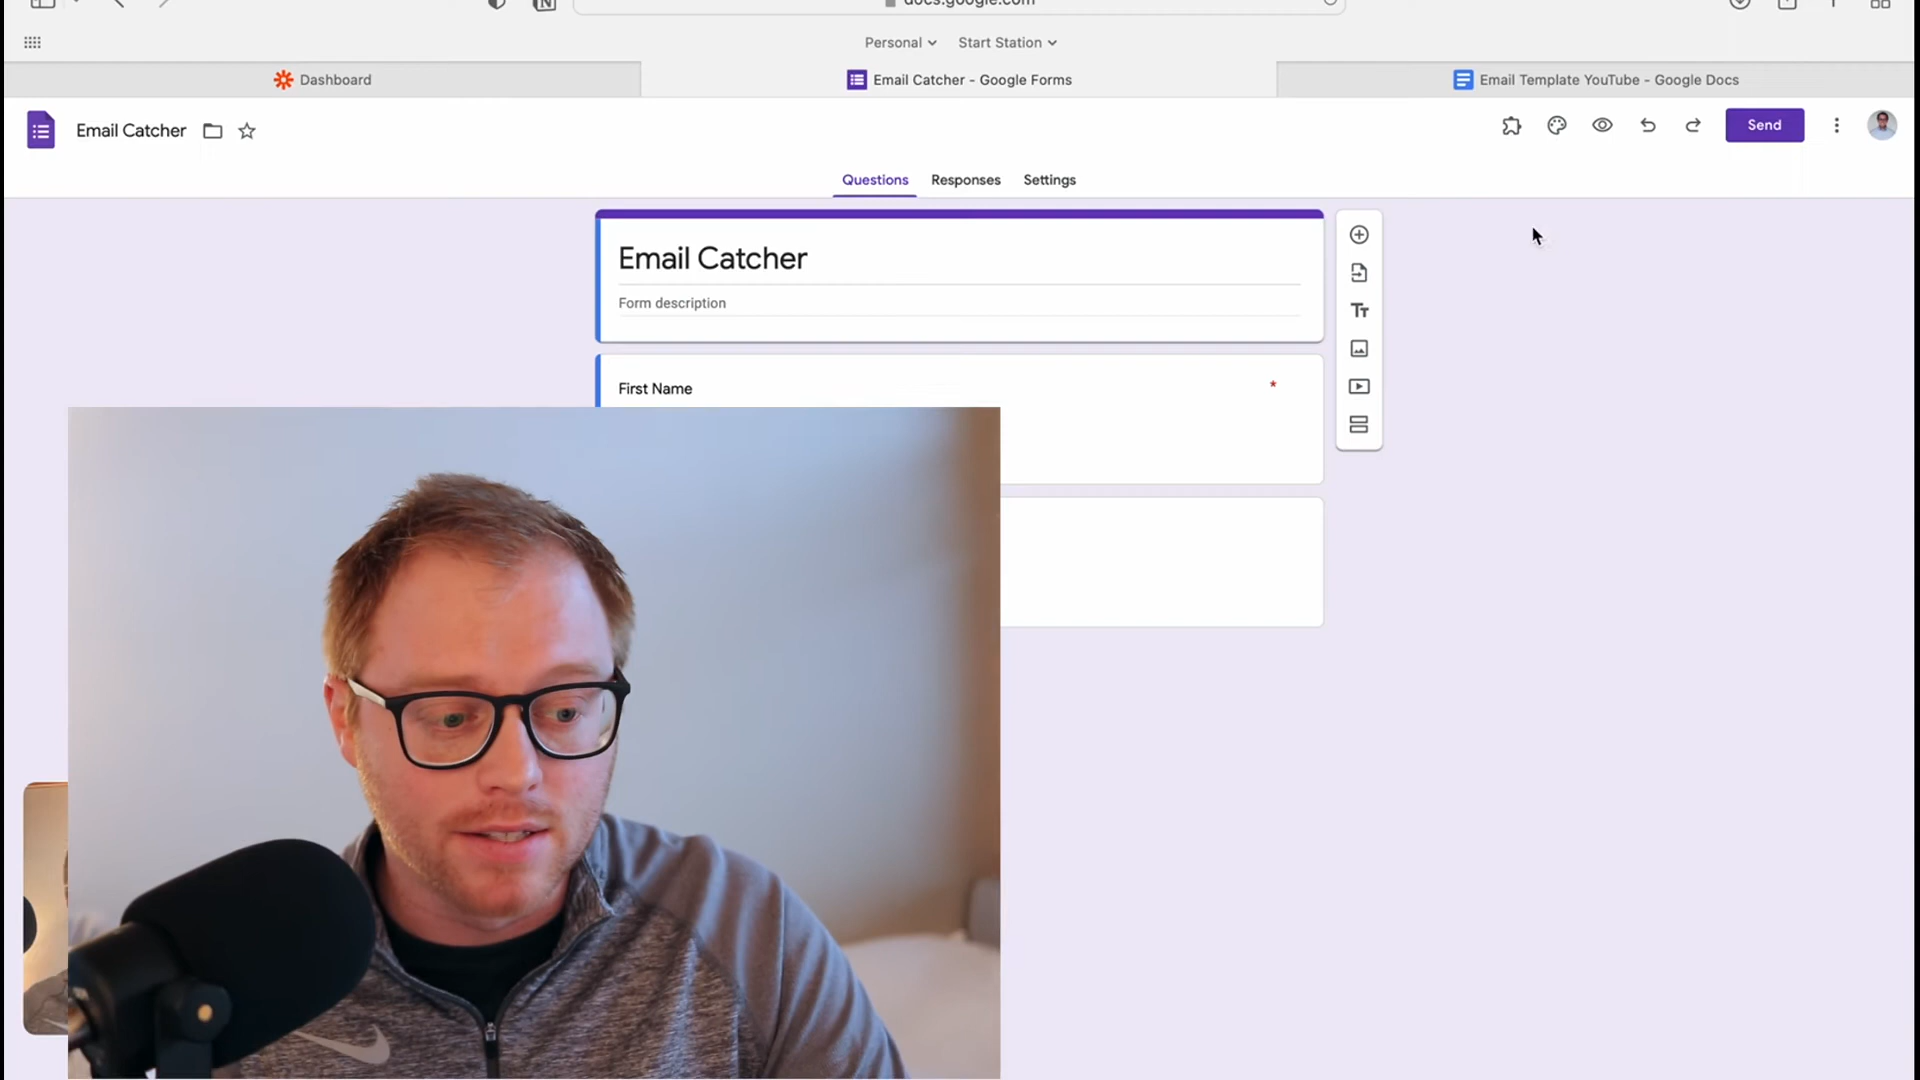 docs.google.com
Personal
Start Station
Dashboard
Email Catcher - Google Forms
Email Template YouTube - Google Docs
Email Catcher
Send
Questions
Responses
Settings
Email Catcher
Form description
First Name *